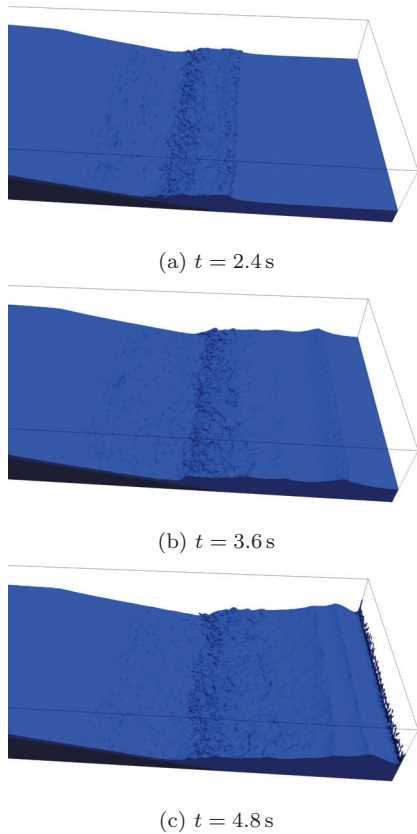 (a) t = 2.4 s
(b) t = 3.6 s
(c) t = 4.8 s